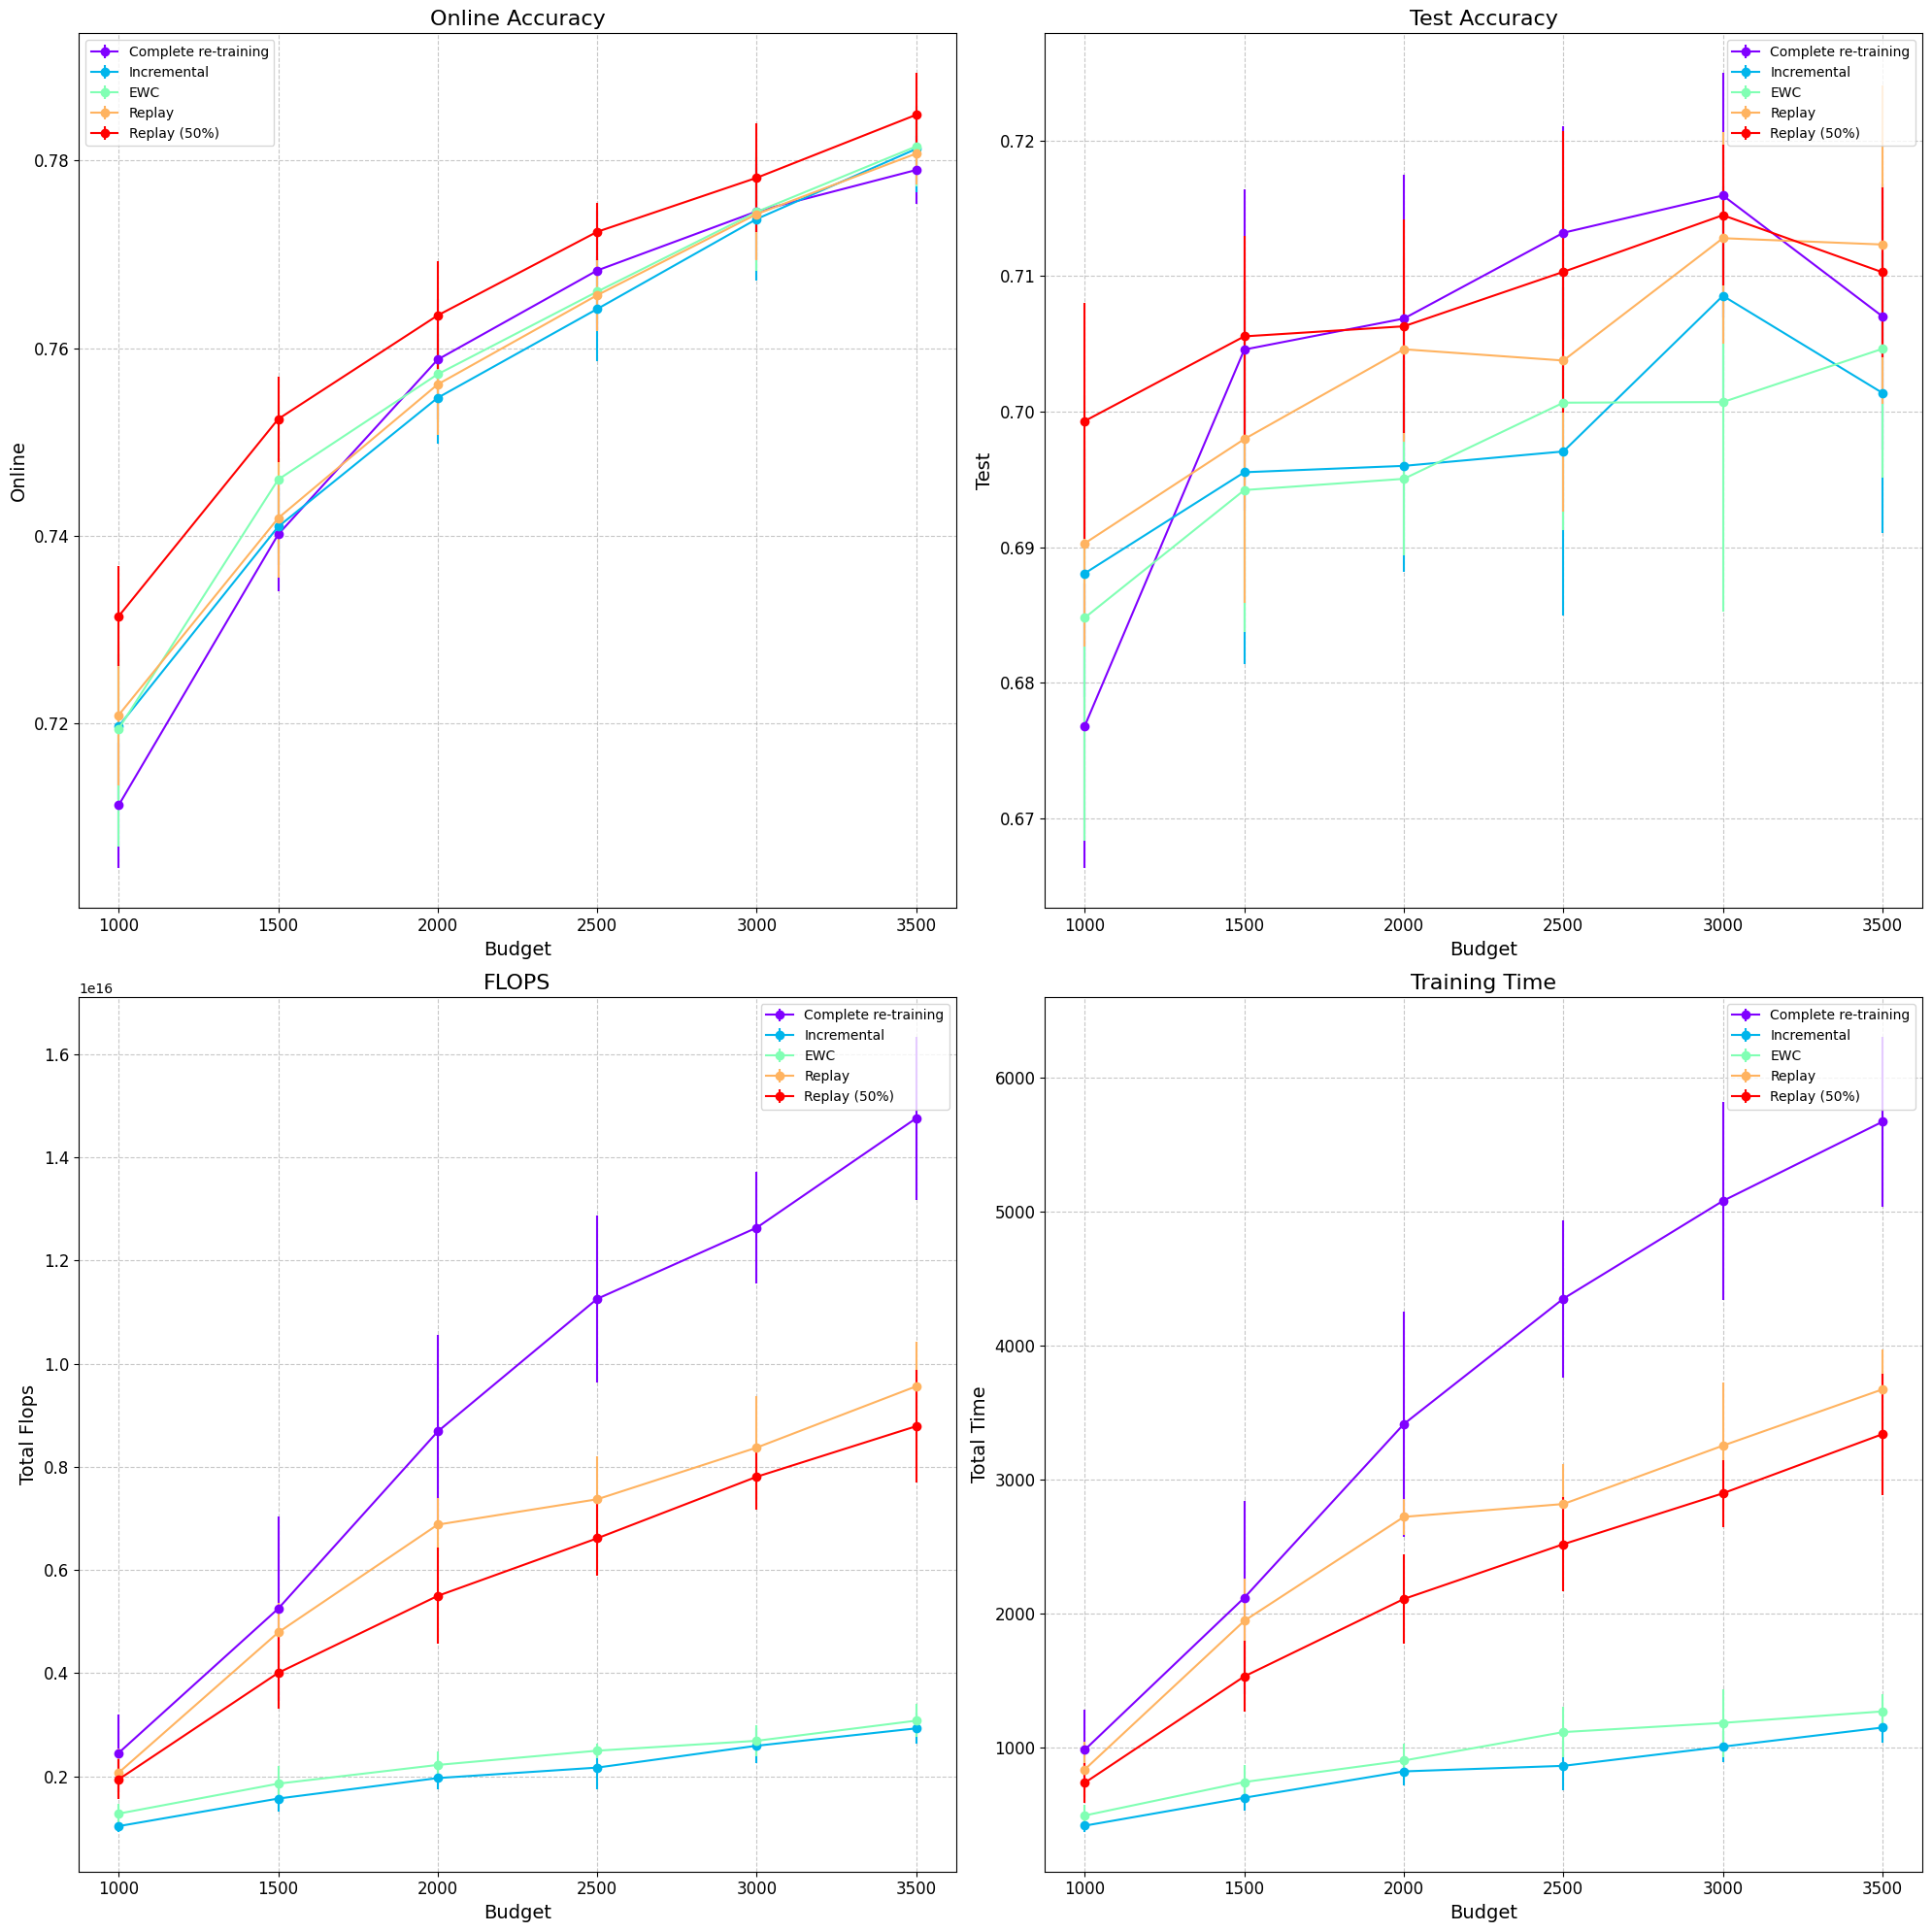 Online Accuracy
Complete re-training
Incremental
EWC
Replay
Replay (50%)
0.78
0.76
0.74
0.72
Online
1000 1500 2000 2500 3000 3500
Budget
Test Accuracy
Complete re-training
Incremental
EWC
Replay
Replay (50%)
0.72
0.71
0.70
0.69
0.68
0.67
Test
1000 1500 2000 2500 3000 3500
Budget
FLOPS
1e16
Complete re-training
Incremental
EWC
Replay
Replay (50%)
1.6
1.4
1.2
1.0
0.8
0.6
0.4
0.2
Total Flops
1000 1500 2000 2500 3000 3500
Budget
Training Time
Complete re-training
Incremental
EWC
Replay
Replay (50%)
6000
5000
4000
3000
2000
1000
Total Time
1000 1500 2000 2500 3000 3500
Budget